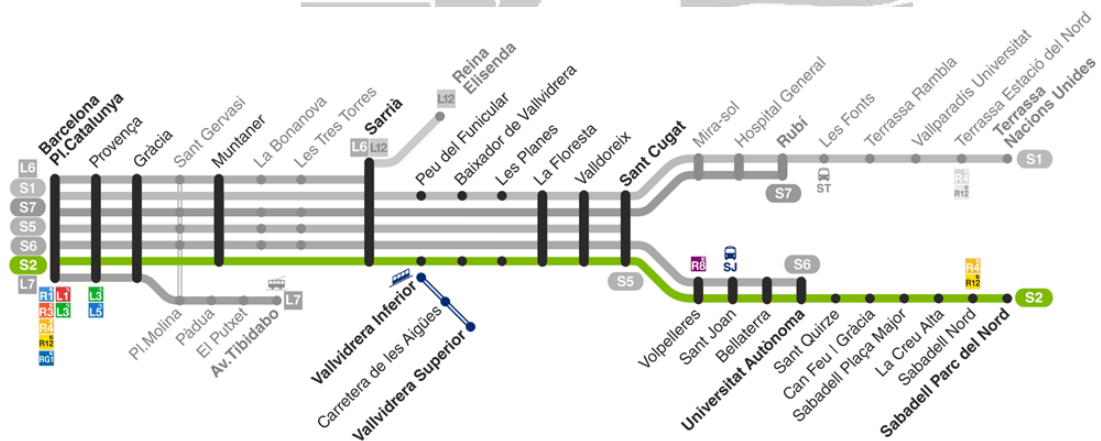 Barcelona
Pl.Catalunya
Provença
Gràcia
Sant Gervasi
Muntaner
La Bonanova
Les Tres Torres
Sarrià
L6 L12
L12
Reina
Elisenda
Peu del Funicular
Baixador de Vallvidrera
Les Planes
La Floresta
Valldoreix
Sant Cugat
Mira-sol
Hospital General
Rubí
Les Fonts
Terrassa Rambla
Vallparadís Universitat
Terrassa Estació del Nord
Terrassa
Nacions Unides
L6
S1
S7
S5
S6
S2
L7
S1
S7
ST
R4
R12
R1 L1
R3 L3
R4
R12
RG1
L3
L5
Pl.Molina
Pàdua
El Putxet
Av.Tibidabo
L7
Vallvidrera Inferior
Carretera de les Aigües
Vallvidrera Superior
S5
R8
SJ
S6
R4
R12
S2
Volpelleres
Sant Joan
Bellaterra
Universitat Autònoma
Sant Quirze
Can Feu I Gràcia
Sabadell Plaça Major
La Creu Alta
Sabadell Nord
Sabadell Parc del Nord